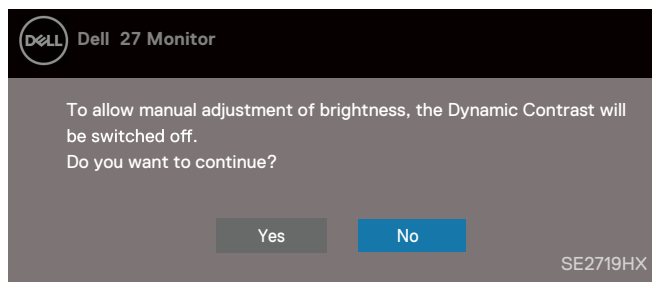 DELL
Dell 27 Monitor
To allow manual adjustment of brightness, the Dynamic Contrast will
be switched off.
Do you want to continue?
Yes No
SE2719HX